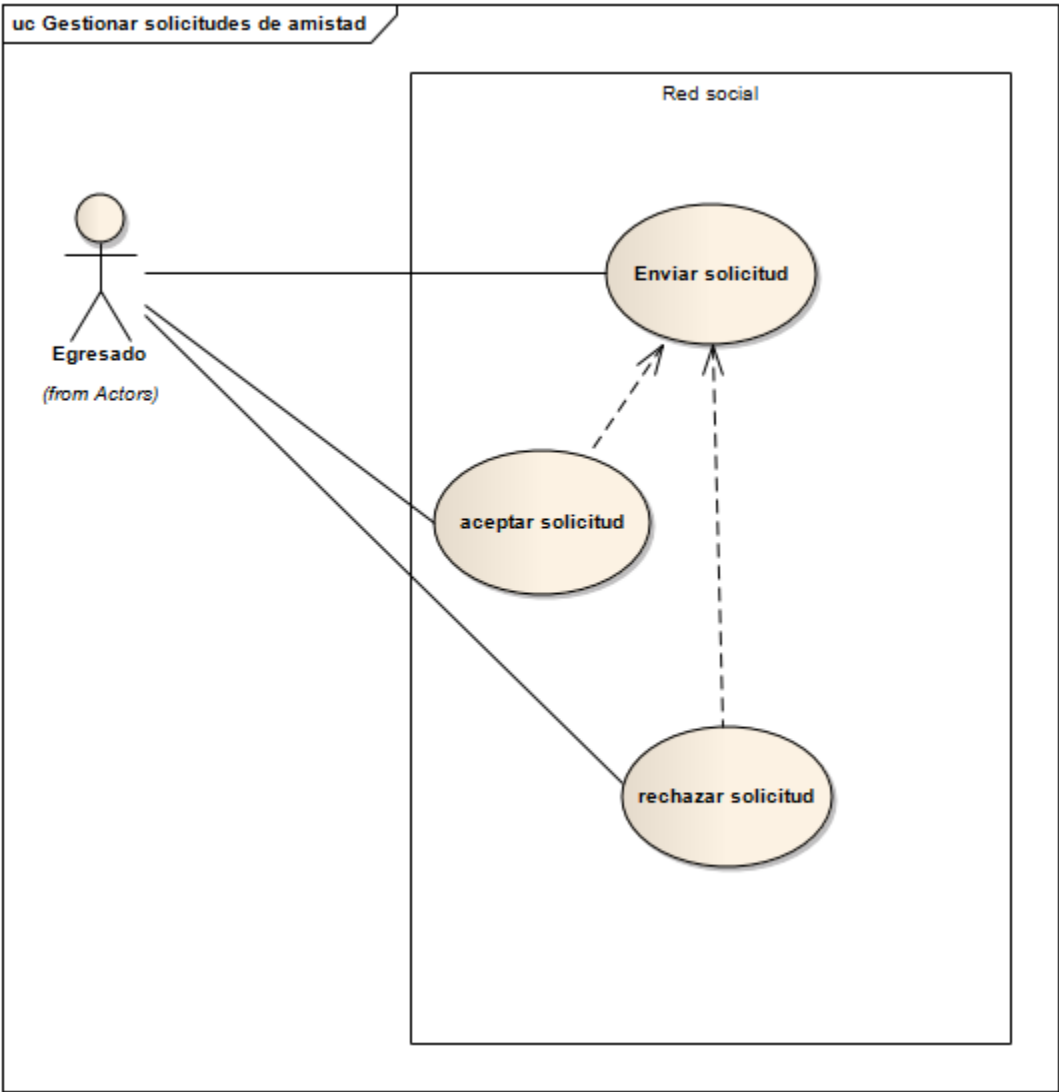 uc Gestionar solicitudes de amistad
Red social
Enviar solicitud
Egresado
(from Actors)
aceptar solicitud
rechazar solicitud